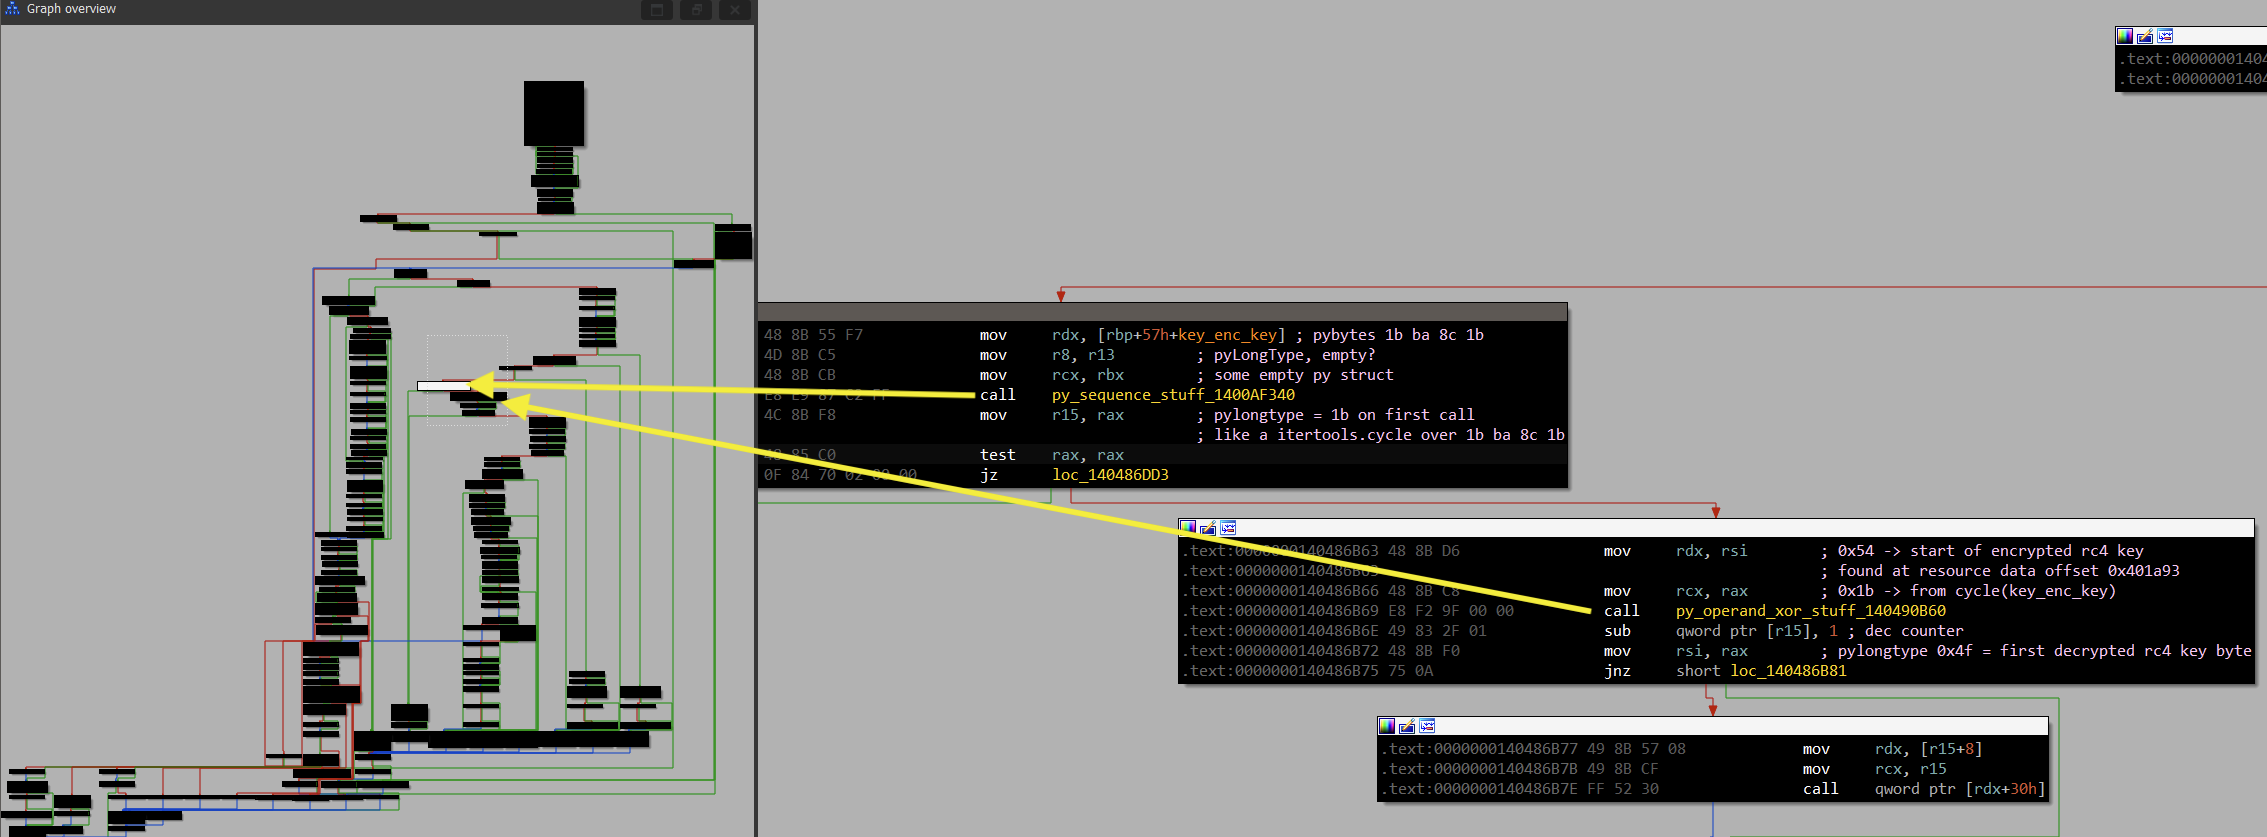 Graph overview
.text:00000001404
.text:00000001404
48 8B 55 F7 mov rdx, [rbp+57h+key_enc_key] ; pybytes 1b ba 8c 1b
4D 8B C5 mov r8, r13 ; pyLongType, empty?
48 8B CB mov rcx, rbx ; some empty py struct
call py_sequence_stuff_1400AF340
4C 8B F8 mov r15, rax ; pylongtype = 1b on first call
; like a itertools.cycle over 1b ba 8c 1b
85 C0 test rax, rax
0F 84 70 02 00 00 jz loc_140486DD3
.text:0000000140486B63 48 8B D6 mov rdx, rsi ; 0x54 -> start of encrypted rc4 key
.text:0000000140486B63 ; found at resource data offset 0x401a93
.text:0000000140486B66 48 8B C8 mov rcx, rax ; 0x1b -> from cycle(key_enc_key)
.text:0000000140486B69 E8 F2 9F 00 00 call py_operand_xor_stuff_140490B60
.text:0000000140486B6E 49 83 2F 01 sub qword ptr [r15], 1 ; dec counter
.text:0000000140486B72 48 8B F0 mov rsi, rax ; pylongtype 0x4f = first decrypted rc4 key byte
.text:0000000140486B75 75 0A jnz short loc_140486B81
.text:0000000140486B77 49 8B 57 08 mov rdx, [r15+8]
.text:0000000140486B7B 49 8B CF mov rcx, r15
.text:0000000140486B7E FF 52 30 call qword ptr [rdx+30h]